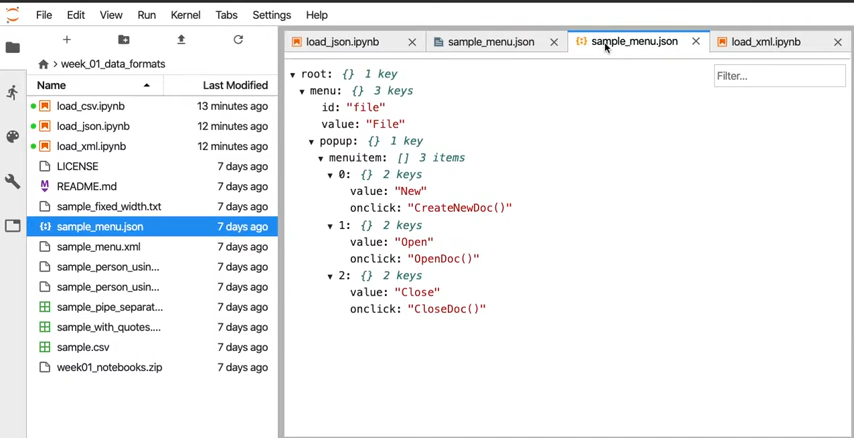 File Edit View Run Kernel Tabs Settings Help
week_01_data_formats
Name Last Modified
load_csv.ipynb 13 minutes ago
load_json.ipynb 12 minutes ago
load_xml.ipynb 12 minutes ago
LICENSE 7 days ago
README.md 7 days ago
sample_fixed_width.txt 7 days ago
sample_menu.json 7 days ago
sample_menu.xml 7 days ago
sample_person_usin... 7 days ago
sample_person_usin... 7 days ago
sample_pipe_separat... 7 days ago
sample_with_quotes.... 7 days ago
sample.csv 7 days ago
week01_notebooks.zip 7 days ago
load_json.ipynb sample_menu.json sample_menu.json load_xml.ipynb
Filter...
root: {} 1 key
menu: {} 3 keys
id: "file"
value: "File"
popup: {} 1 key
menuitem: [] 3 items
0: {} 2 keys
value: "New"
onclick: "CreateNewDoc()"
1: {} 2 keys
value: "Open"
onclick: "OpenDoc()"
2: {} 2 keys
value: "Close"
onclick: "CloseDoc()"